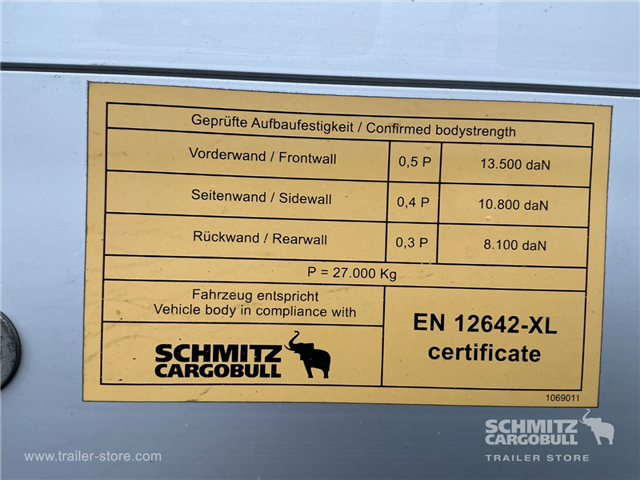 Geprüfte Aufbaufestigkeit / Confirmed bodystrength
Vorderwand / Frontwall 0,5 P 13.500 daN
Seitenwand / Sidewall 0,4 P 10.800 daN
Rückwand / Rearwall 0,3 P 8.100 daN
P = 27.000 Kg
Fahrzeug entspricht
Vehicle body in compliance with
SCHMITZ
CARGOBULL
EN 12642-XL
certificate
1069011
www.trailer-store.com
SCHMITZ
CARGOBULL
TRAILER STORE